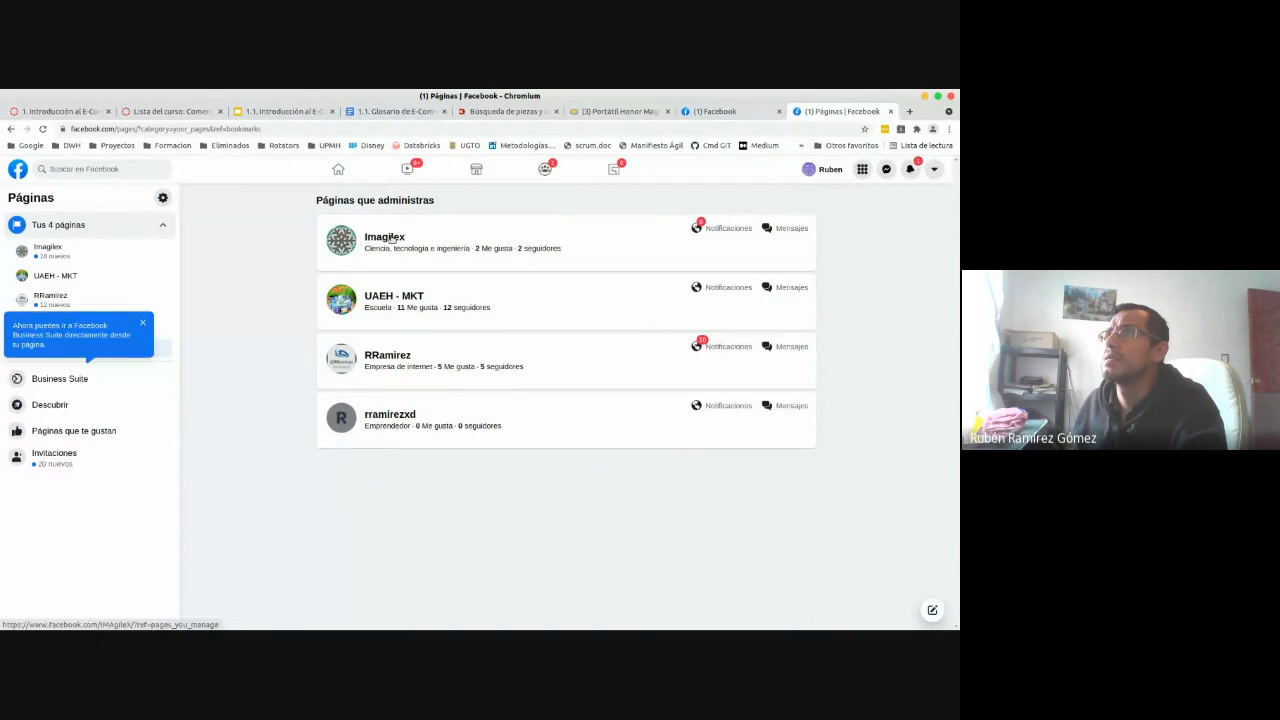 (1) Páginas | Facebook - Chromium
1. Introducción al E-Co
Lista del curso: Comer
1.1. Introducción al E-C
1.1. Glosario de E-Com
Búsqueda de piezas y
(3) Portátil Honor Mag
(1) Facebook
(1) Páginas | Facebook
facebook.com/pages/?category=your_pages&ref=bookmarks
Google DWH Proyectos Formacion Eliminados Rotators UPMH Disney Databricks UGTO Metodologías... scrum.doc Manifiesto Ágil Cmd GIT Medium » Otros favoritos Lista de lectura
Buscar en Facebook
9+
1
6
Ruben
1
Páginas
Tus 4 páginas
Imagilex
18 nuevos
UAEH - MKT
RRamirez
12 nuevos
Ahora puedes ir a Facebook
Business Suite directamente desde
tu página.
Business Suite
Descubrir
Páginas que te gustan
Invitaciones
20 nuevos
Páginas que administras
Imagilex
Ciencia, tecnología e ingeniería · 2 Me gusta · 2 seguidores
Notificaciones Mensajes
UAEH - MKT
Escuela · 11 Me gusta · 12 seguidores
Notificaciones Mensajes
RRamirez
Empresa de internet · 5 Me gusta · 5 seguidores
10
Notificaciones Mensajes
R
rramirezxd
Emprendedor · 0 Me gusta · 0 seguidores
Notificaciones Mensajes
https://www.facebook.com/IMAgileX/?ref=pages_you_manage
Rubén Ramírez Gómez